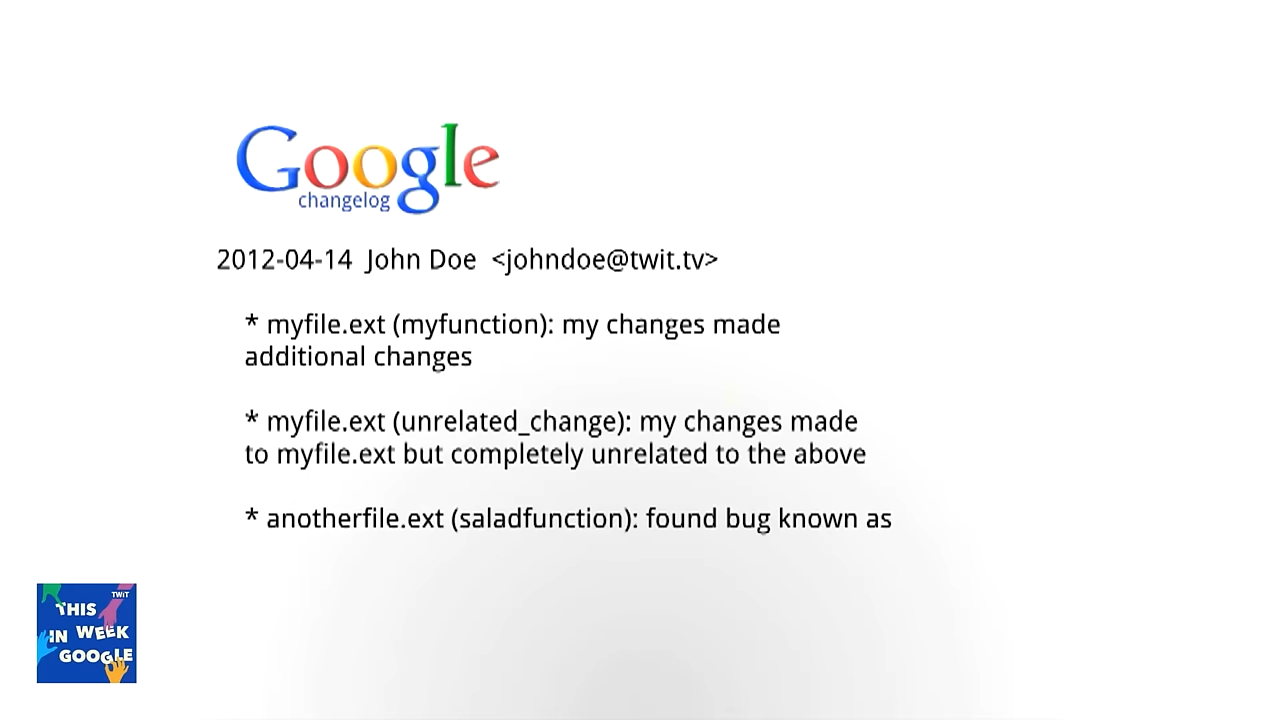 Google
changelog
2012-04-14 John Doe <johndoe@twit.tv>
* myfile.ext (myfunction): my changes made
additional changes
* myfile.ext (unrelated_change): my changes made
to myfile.ext but completely unrelated to the above
* anotherfile.ext (saladfunction): found bug known as
TWiT
THIS
IN WEEK
GOOGLE